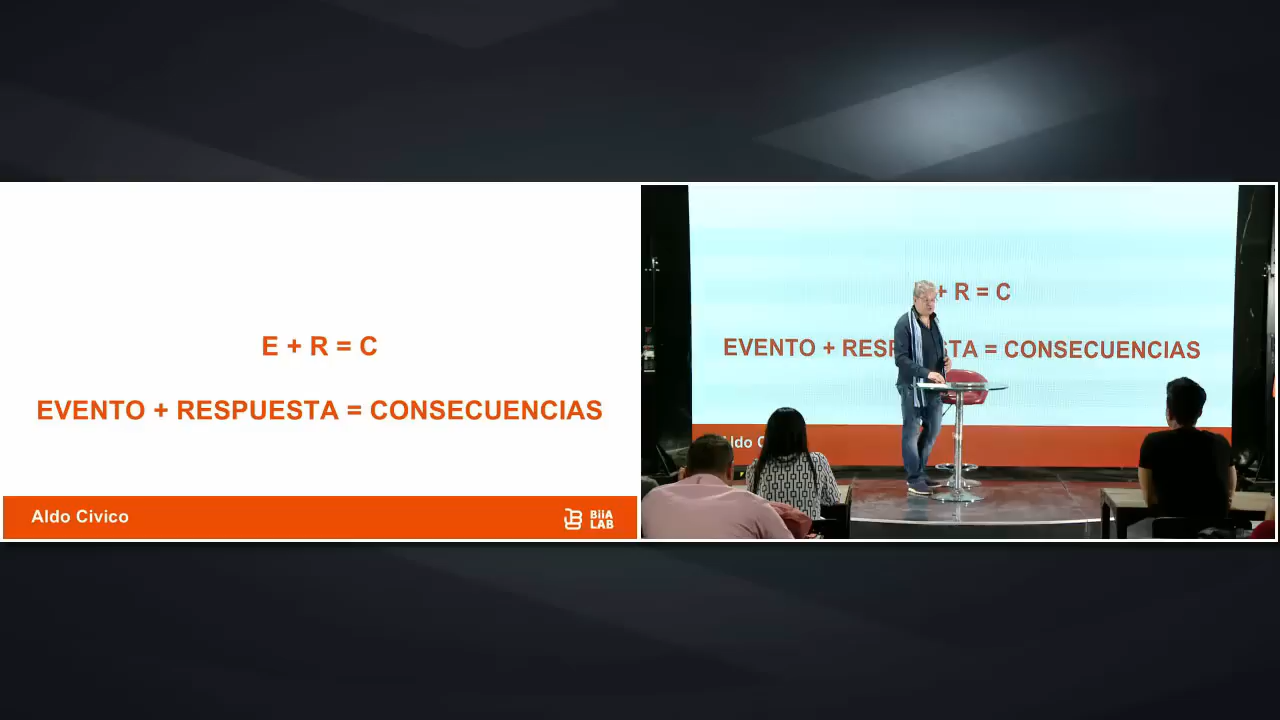 E + R = C
EVENTO + RESPUESTA = CONSECUENCIAS
Aldo Civico
BiiA
LAB
+ R = C
EVENTO + RESP TA = CONSECUENCIAS
ldo C